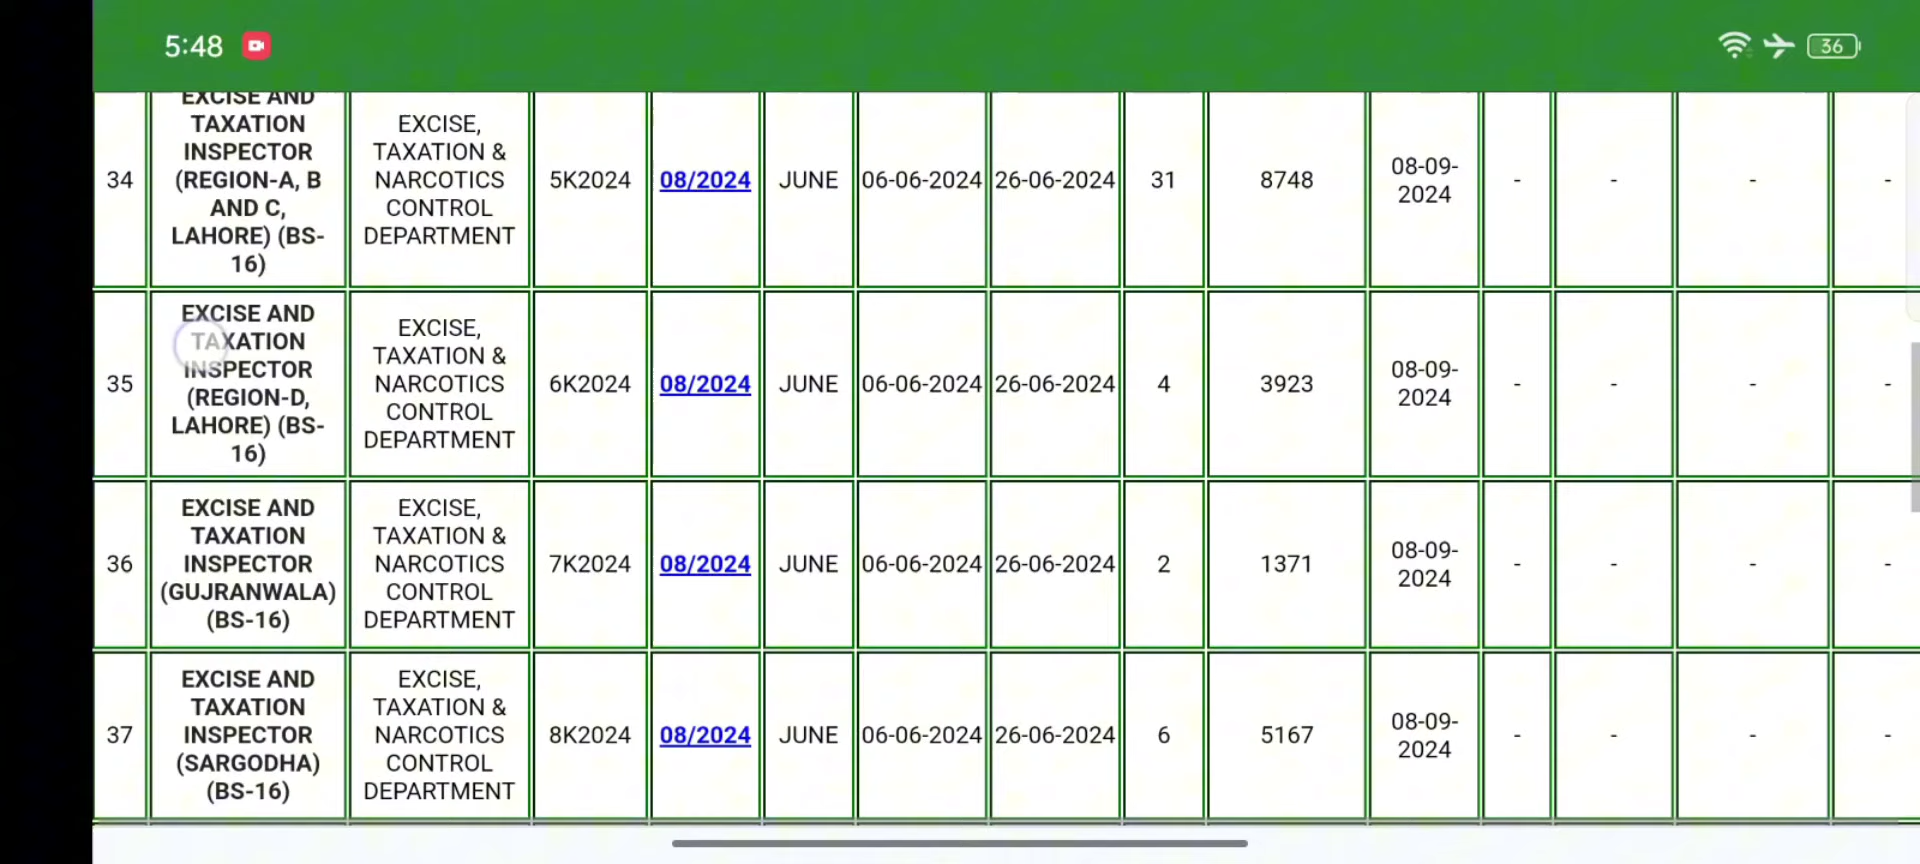 5:48
36
34
EXCISE AND
TAXATION
INSPECTOR
(REGION-A, B
AND C,
LAHORE) (BS-
16)
EXCISE,
TAXATION &
NARCOTICS
CONTROL
DEPARTMENT
5K2024
08/2024
JUNE
06-06-2024
26-06-2024
31
8748
08-09-
2024
-
-
-
-
35
EXCISE AND
TAXATION
INSPECTOR
(REGION-D,
LAHORE) (BS-
16)
EXCISE,
TAXATION &
NARCOTICS
CONTROL
DEPARTMENT
6K2024
08/2024
JUNE
06-06-2024
26-06-2024
4
3923
08-09-
2024
-
-
-
-
36
EXCISE AND
TAXATION
INSPECTOR
(GUJRANWALA)
(BS-16)
EXCISE,
TAXATION &
NARCOTICS
CONTROL
DEPARTMENT
7K2024
08/2024
JUNE
06-06-2024
26-06-2024
2
1371
08-09-
2024
-
-
-
-
37
EXCISE AND
TAXATION
INSPECTOR
(SARGODHA)
(BS-16)
EXCISE,
TAXATION &
NARCOTICS
CONTROL
DEPARTMENT
8K2024
08/2024
JUNE
06-06-2024
26-06-2024
6
5167
08-09-
2024
-
-
-
-